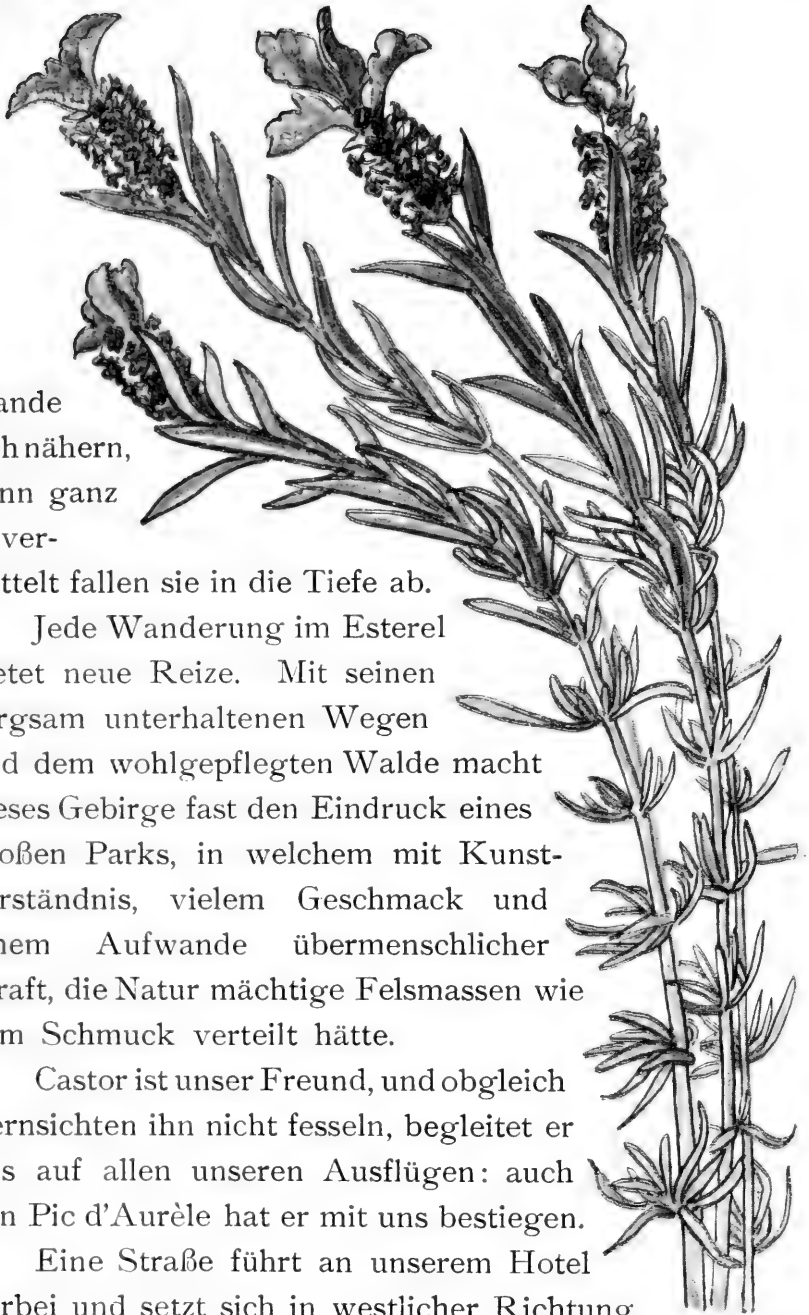 ande
h nähern,
nn ganz
ver-
ttelt fallen sie in die Tiefe ab.
Jede Wanderung im Esterel
etet neue Reize. Mit seinen
rgsam unterhaltenen Wegen
d dem wohlgepflegten Walde macht
eses Gebirge fast den Eindruck eines
oßen Parks, in welchem mit Kunst-
rständnis, vielem Geschmack und
nem Aufwande übermenschlicher
raft, die Natur mächtige Felsmassen wie
m Schmuck verteilt hätte.
Castor ist unser Freund, und obgleich
ernsichten ihn nicht fesseln, begleitet er
s auf allen unseren Ausflügen: auch
n Pic d'Aurèle hat er mit uns bestiegen.
Eine Straße führt an unserem Hotel
rbei und setzt sich in westlicher Richtung